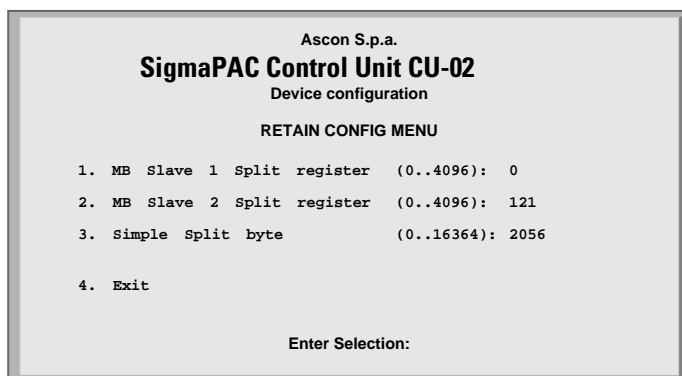 Ascon S.p.a.
SigmaPAC Control Unit CU-02
Device configuration
RETAIN CONFIG MENU
1. MB Slave 1 Split register (0..4096): 0
2. MB Slave 2 Split register (0..4096): 121
3. Simple Split byte (0..16364): 2056
4. Exit
Enter Selection: